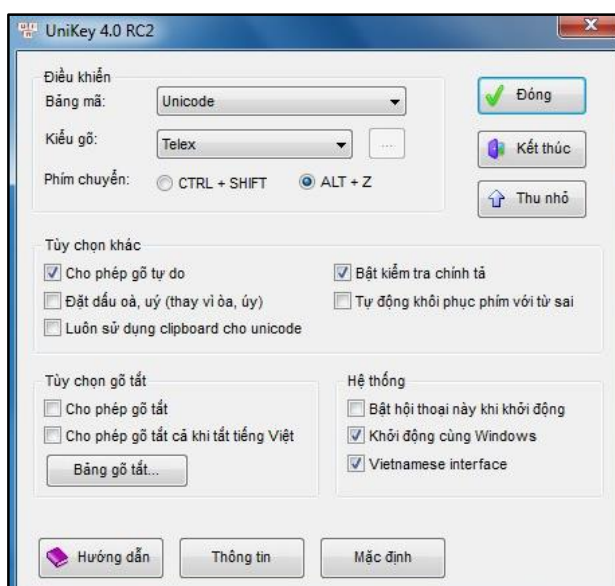 UniKey 4.0 RC2
Điều khiển
Bảng mã: Unicode
Đóng
Kiểu gõ: Telex ...
Kết thúc
Phím chuyển: CTRL + SHIFT ALT + Z
Thu nhỏ
Tùy chọn khác
Cho phép gõ tự do
Bật kiểm tra chính tả
Đặt dấu oà, uý (thay vì òa, úy)
Tự động khôi phục phím với từ sai
Luôn sử dụng clipboard cho unicode
Tùy chọn gõ tắt
Cho phép gõ tắt
Cho phép gõ tắt cả khi tắt tiếng Việt
Bảng gõ tắt...
Hệ thống
Bật hội thoại này khi khởi động
Khởi động cùng Windows
Vietnamese interface
Hướng dẫn
Thông tin
Mặc định